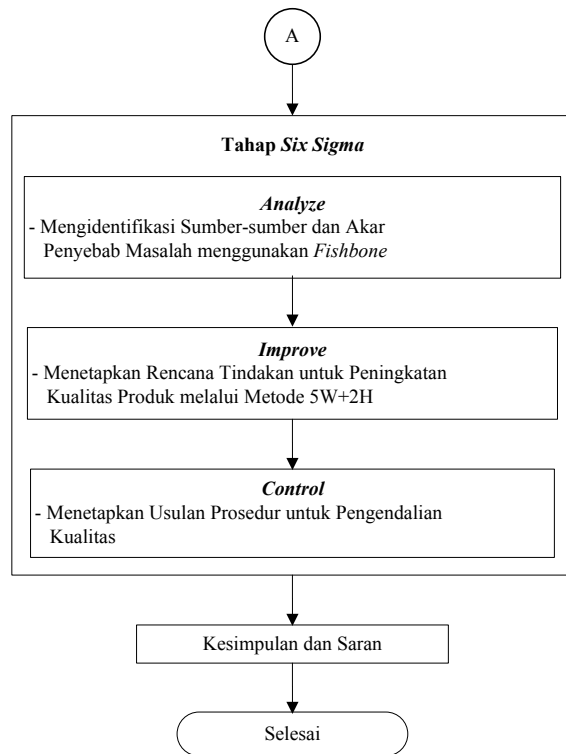 A
Tahap Six Sigma
Analyze
- Mengidentifikasi Sumber-sumber dan Akar
Penyebab Masalah menggunakan Fishbone
Improve
- Menetapkan Rencana Tindakan untuk Peningkatan
Kualitas Produk melalui Metode 5W+2H
Control
- Menetapkan Usulan Prosedur untuk Pengendalian
Kualitas
Kesimpulan dan Saran
Selesai